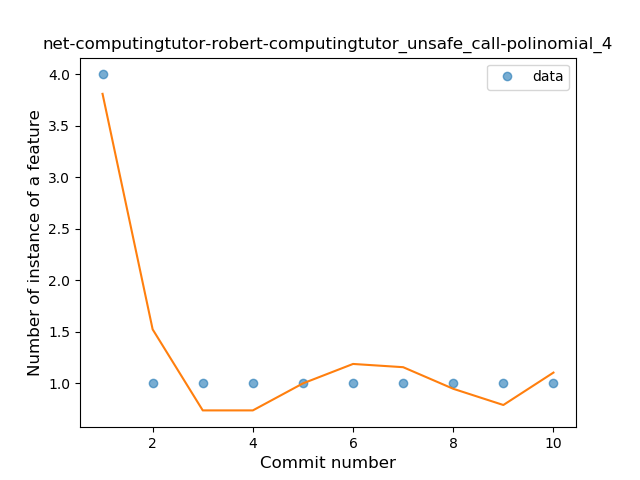 net-computingtutor-robert-computingtutor_unsafe_call-polinomial_4
data
Number of instance of a feature
4.0
3.5
3.0
2.5
2.0
1.5
1.0
2 4 6 8 10
Commit number